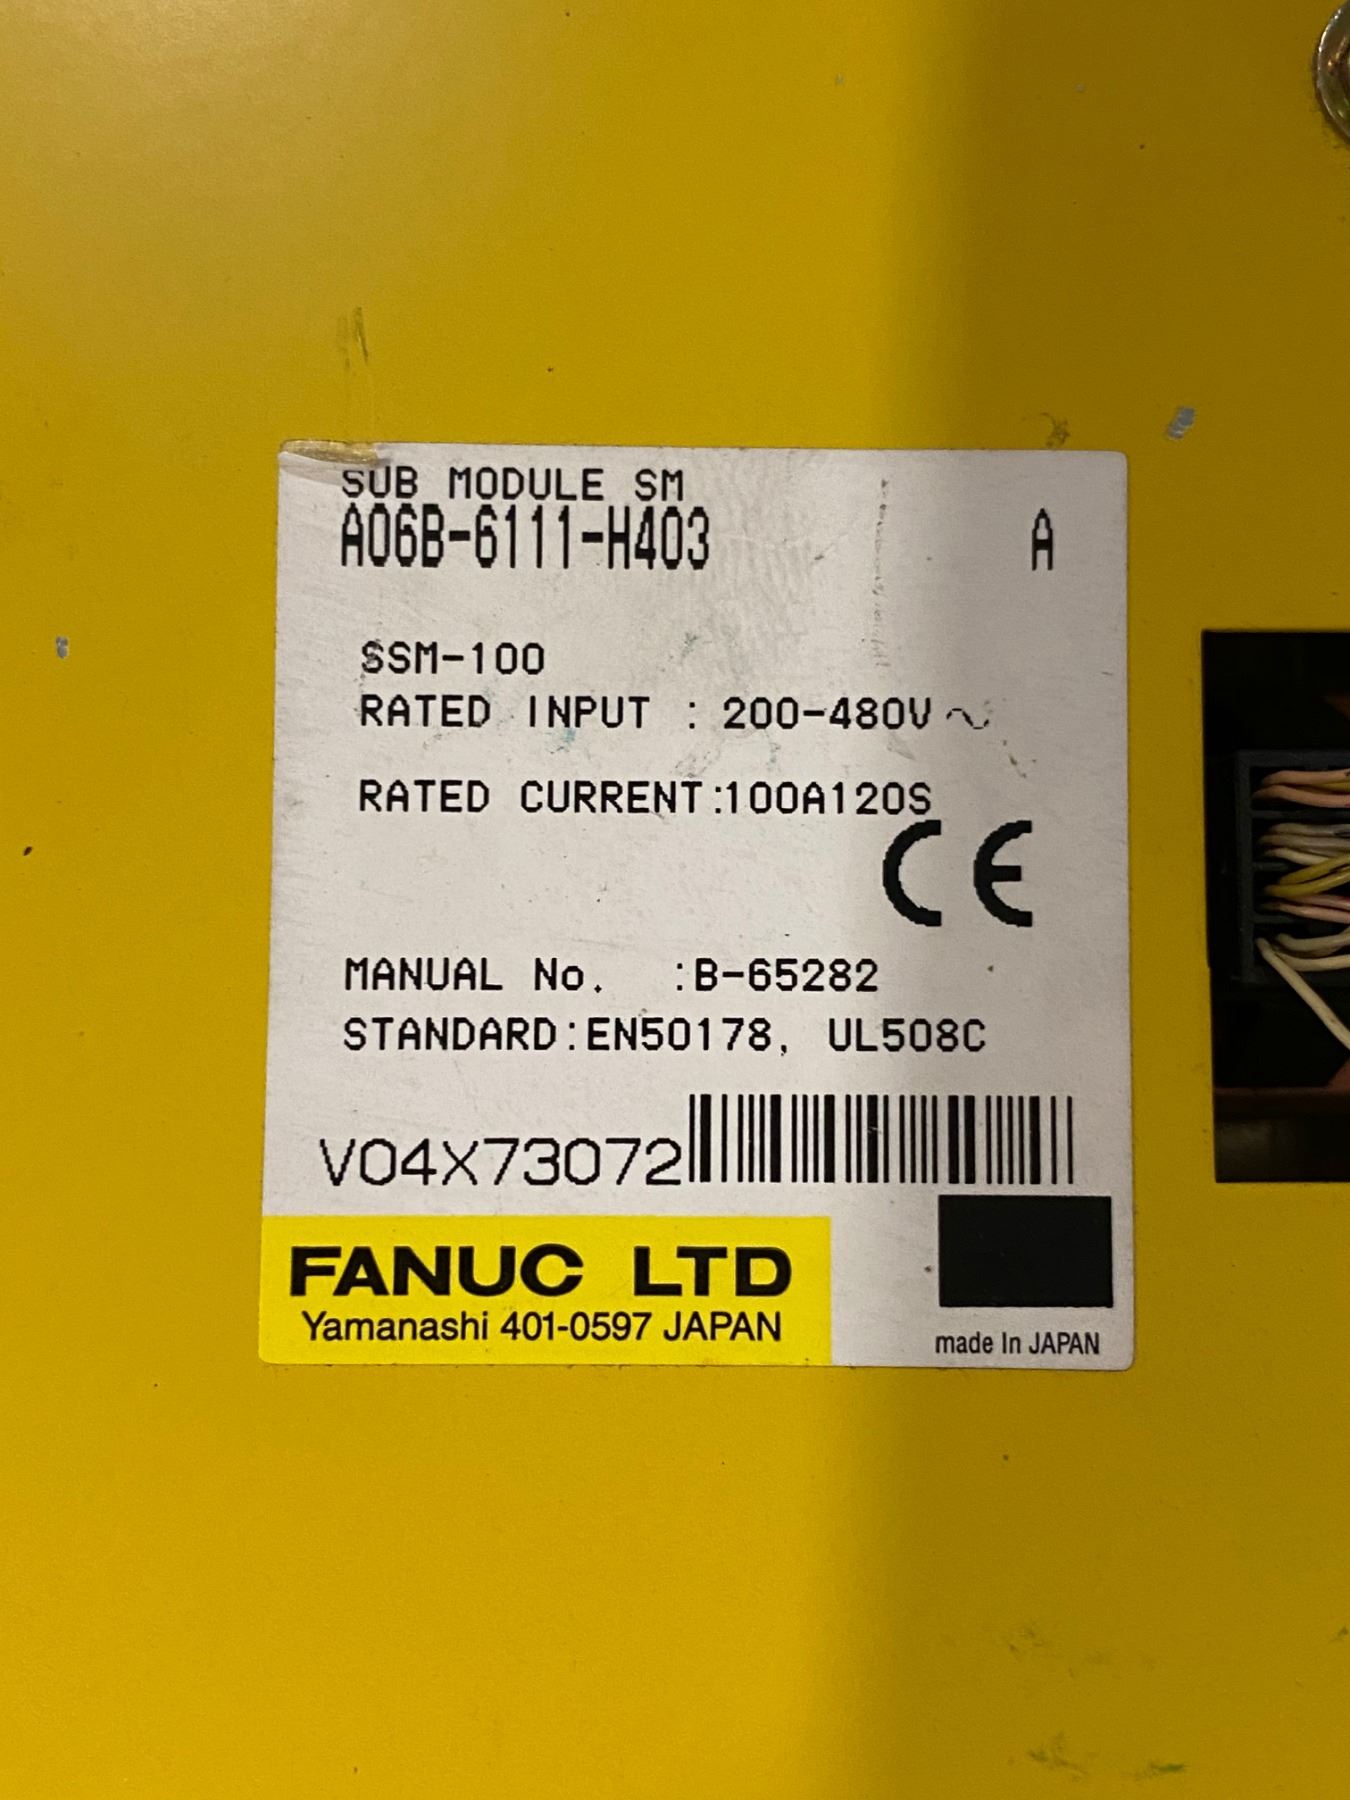 SUB MODULE SM
A06B-6111-H403 A
SSM-100
RATED INPUT : 200-480V ~
RATED CURRENT:100A120S
CE
MANUAL No. :B-65282
STANDARD:EN50178, UL508C
V04X73072
FANUC LTD
Yamanashi 401-0597 JAPAN
made In JAPAN